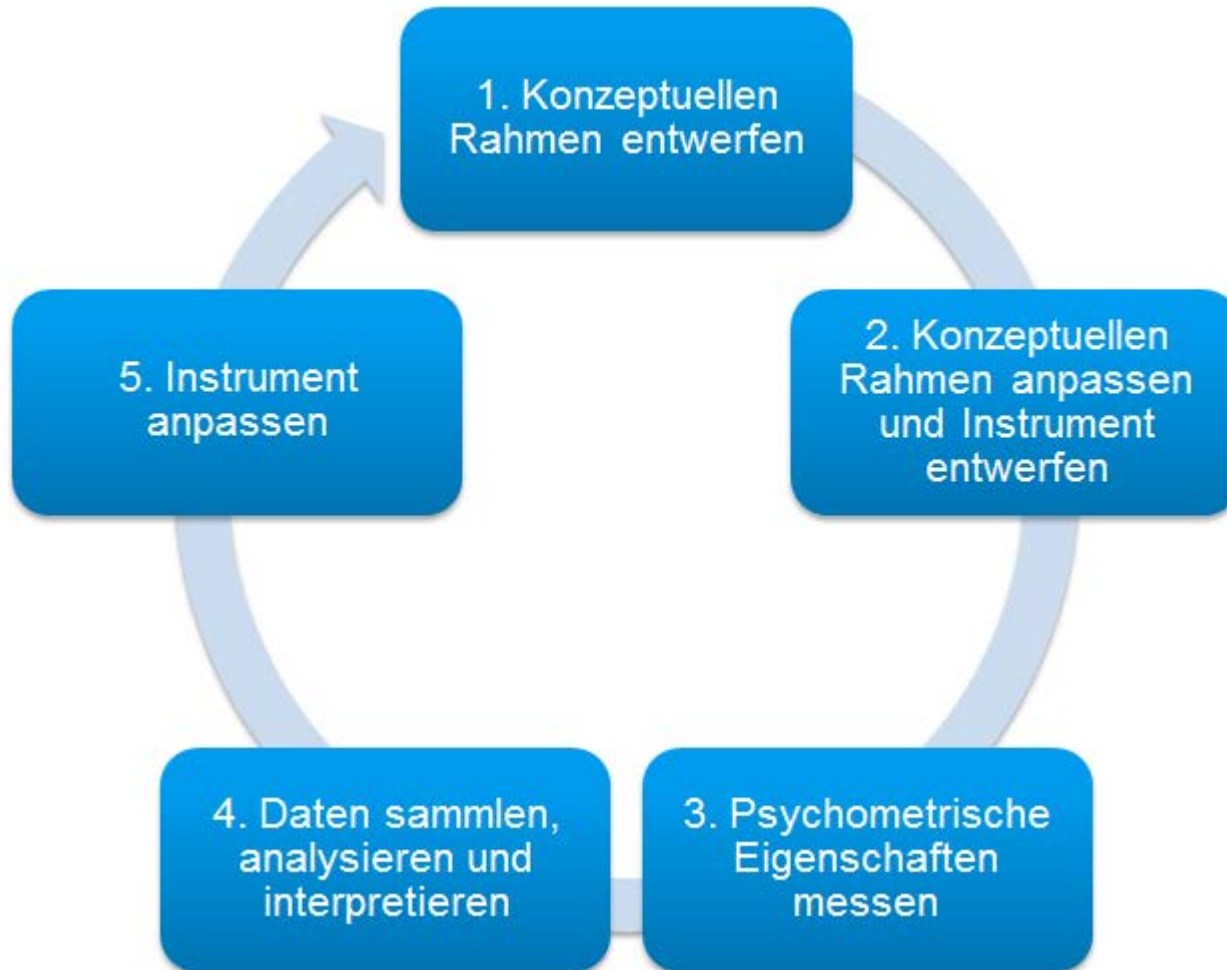 1. Konzeptuellen
Rahmen entwerfen
2. Konzeptuellen
Rahmen anpassen
und Instrument
entwerfen
3. Psychometrische
Eigenschaften
messen
4. Daten sammlen,
analysieren und
interpretieren
5. Instrument
anpassen